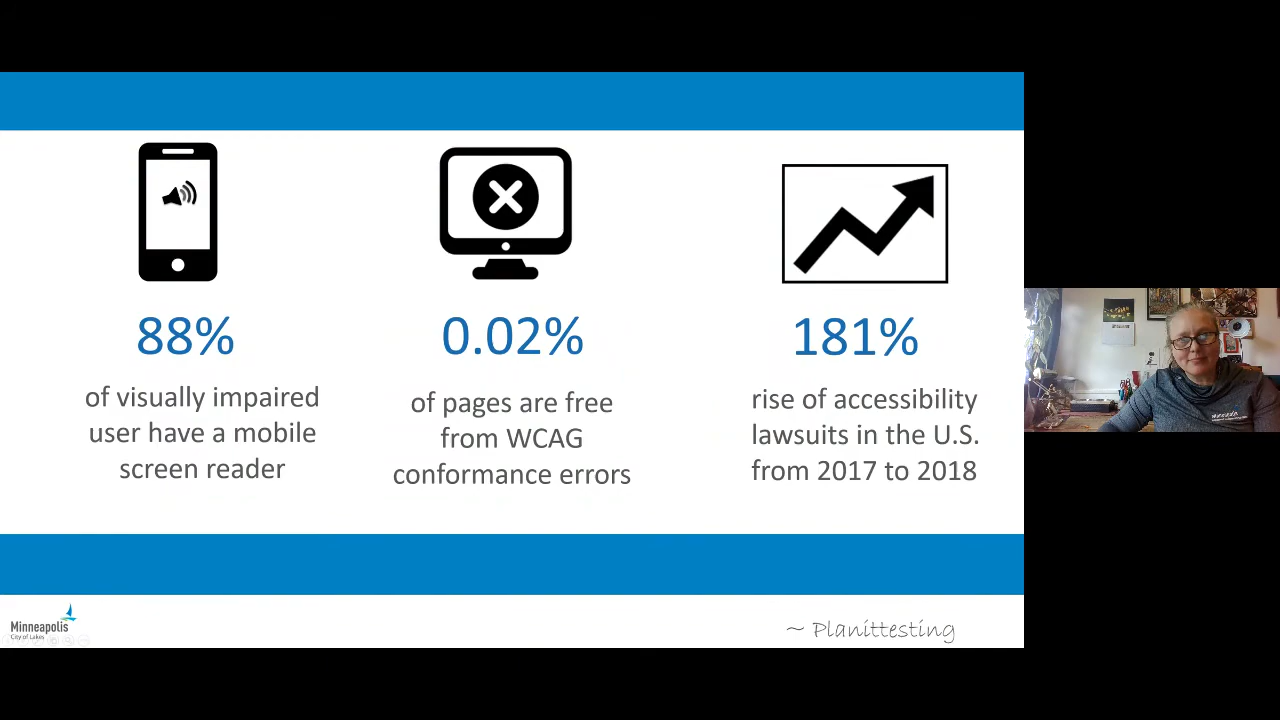 88%
of visually impaired
user have a mobile
screen reader
0.02%
of pages are free
from WCAG
conformance errors
181%
rise of accessibility
lawsuits in the U.S.
from 2017 to 2018
Minneapolis
City of Lakes
~ Planittesting